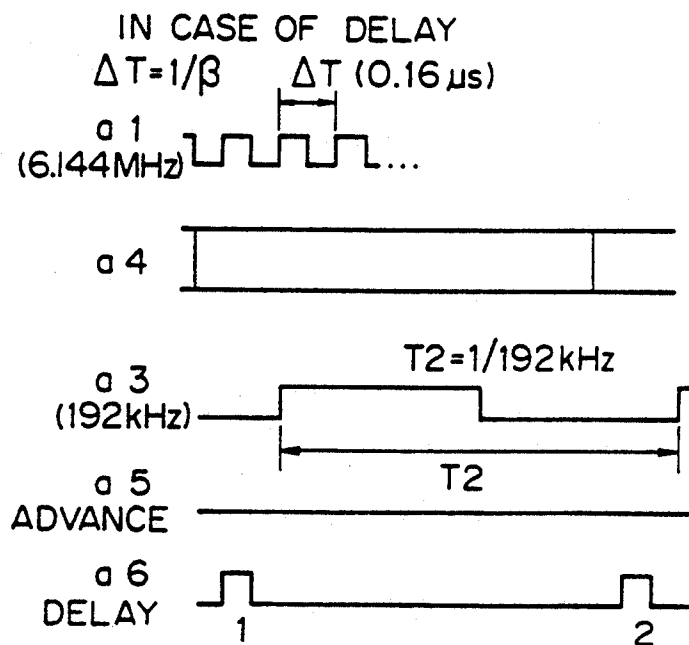 IN CASE OF DELAY
ΔT=1/β ΔT (0.16 μs)
a 1
(6.144MHz)
...
a 4
T2=1/192kHz
a 3
(192kHz)
T2
a 5
ADVANCE
a 6
DELAY
1 2